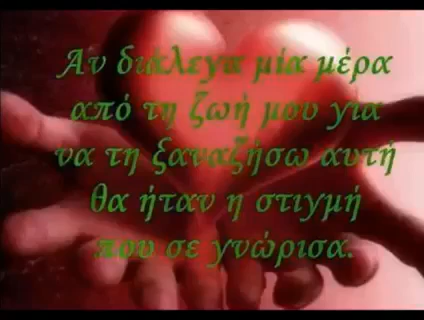 Αν διάλεγα μία μέρα
από τη ζωή μου για
να τη ξαναζήσω αυτή
θα ήταν η στιγμή
που σε γνώρισα.